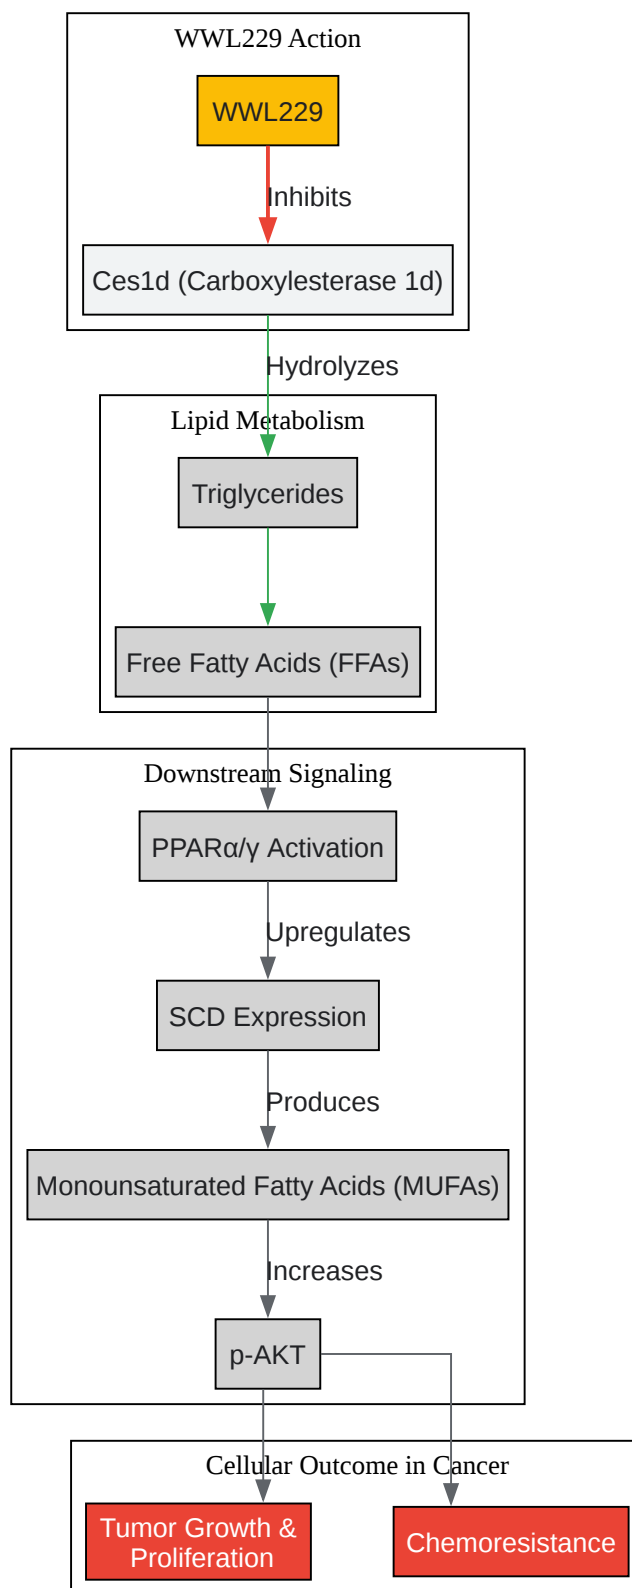 WWL229 Action
WWL229
Inhibits
Ces1d (Carboxylesterase 1d)
Hydrolyzes
Lipid Metabolism
Triglycerides
Free Fatty Acids (FFAs)
Downstream Signaling
PPARα/γ Activation
Upregulates
SCD Expression
Produces
Monounsaturated Fatty Acids (MUFAs)
Increases
p-AKT
Cellular Outcome in Cancer
Tumor Growth &
Proliferation
Chemoresistance